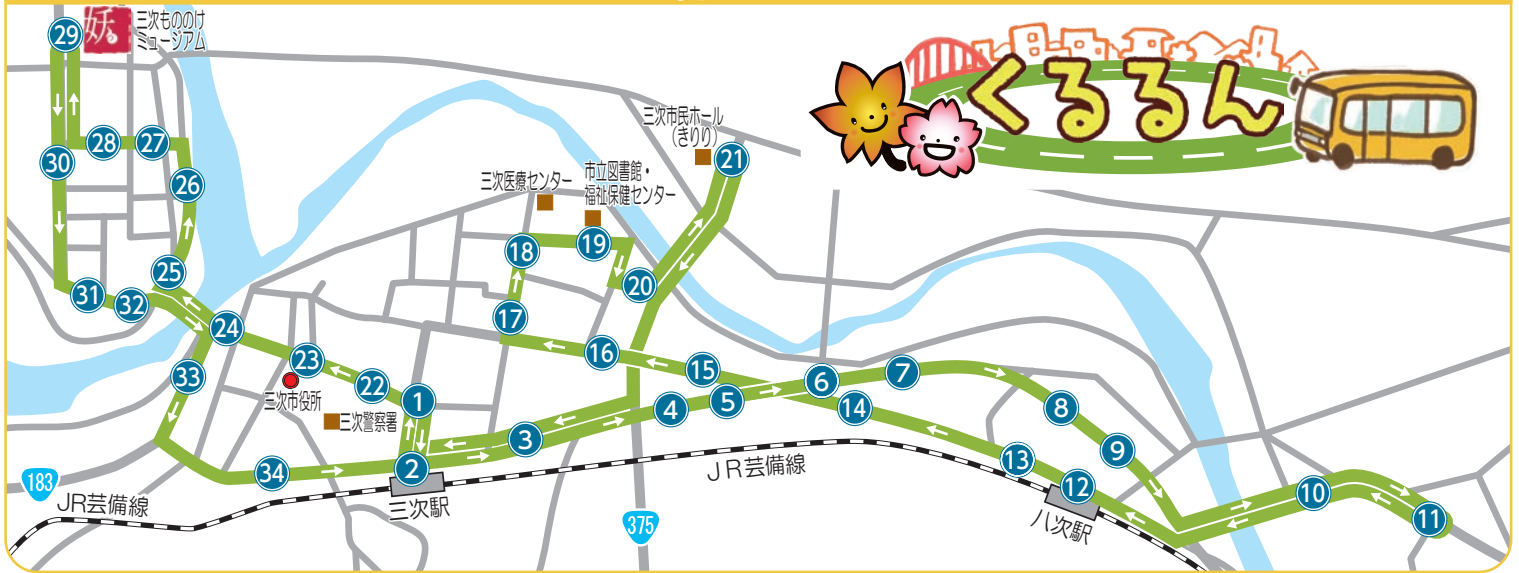 29
妖
三次もののけ
ミュージアム
くるるん
三次市民ホール
(きりり)
21
28
27
30
26
三次医療センター
市立図書館・
福祉保健センター
18
19
25
20
31
32
24
17
23
16
33
22
15
6
7
三次市役所
1
4
5
14
8
三次警察署
3
9
34
2
13
12
10
183
JR芸備線
三次駅
JR芸備線
375
八次駅
11